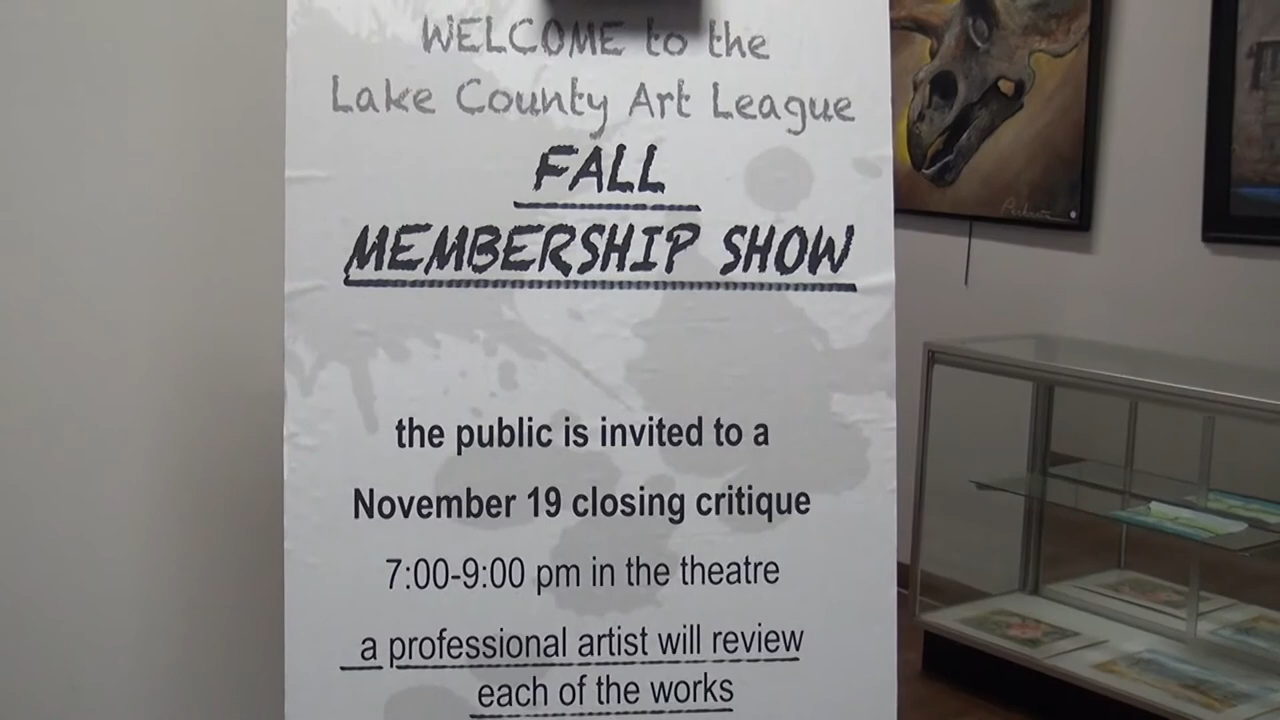 WELCOME to the
Lake County Art League
FALL
MEMBERSHIP SHOW
the public is invited to a
November 19 closing critique
7:00-9:00 pm in the theatre
a professional artist will review
each of the works